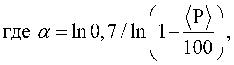 где α = ln 0,7 / ln(1 − ⟨P⟩/100),